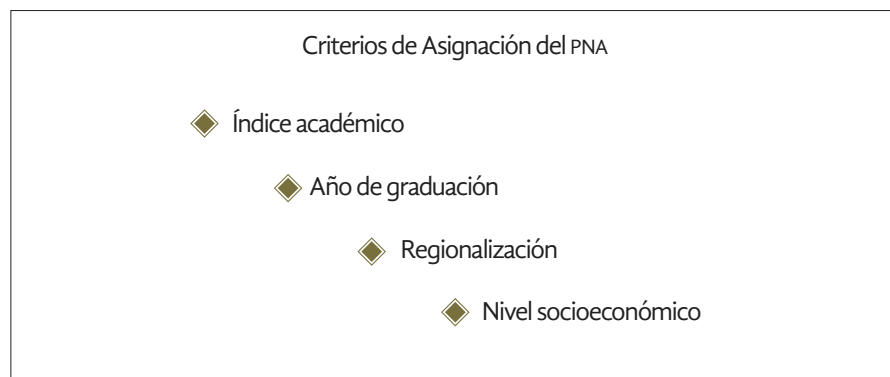 Criterios de Asignación del PNA
Índice académico
Año de graduación
Regionalización
Nivel socioeconómico